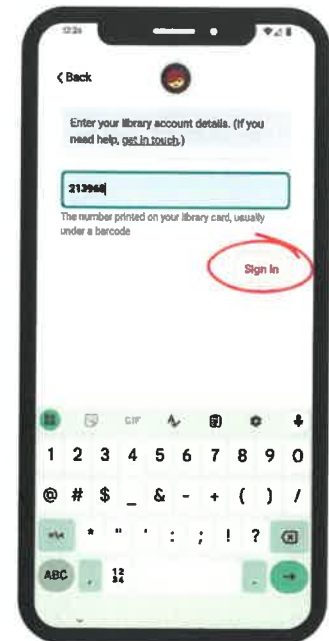 12:26
< Back
Enter your library account details. (If you
need help, get in touch.)
213968
The number printed on your library card, usually
under a barcode
Sign In
GIF
1 2 3 4 5 6 7 8 9 0
@ # $ _ & - + ( ) /
=\< * " ' : ; ! ?
ABC , 12
34 .